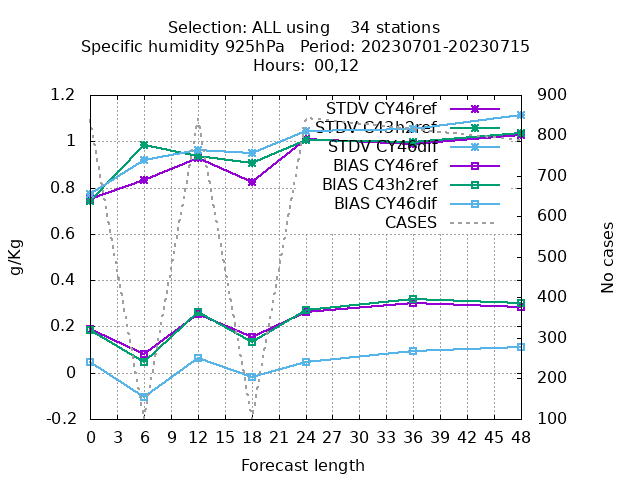 Selection: ALL using    34 stations
Specific humidity 925hPa   Period: 20230701-20230715
Hours:  00,12
1.2
1
0.8
0.6
0.4
0.2
0
-0.2
g/Kg
STDV CY46ref
STDV C43h2ref
STDV CY46dif
BIAS CY46ref
BIAS C43h2ref
BIAS CY46dif
CASES
900
800
700
600
500
400
300
200
100
No cases
0 3 6 9 12 15 18 21 24 27 30 33 36 39 42 45 48
Forecast length